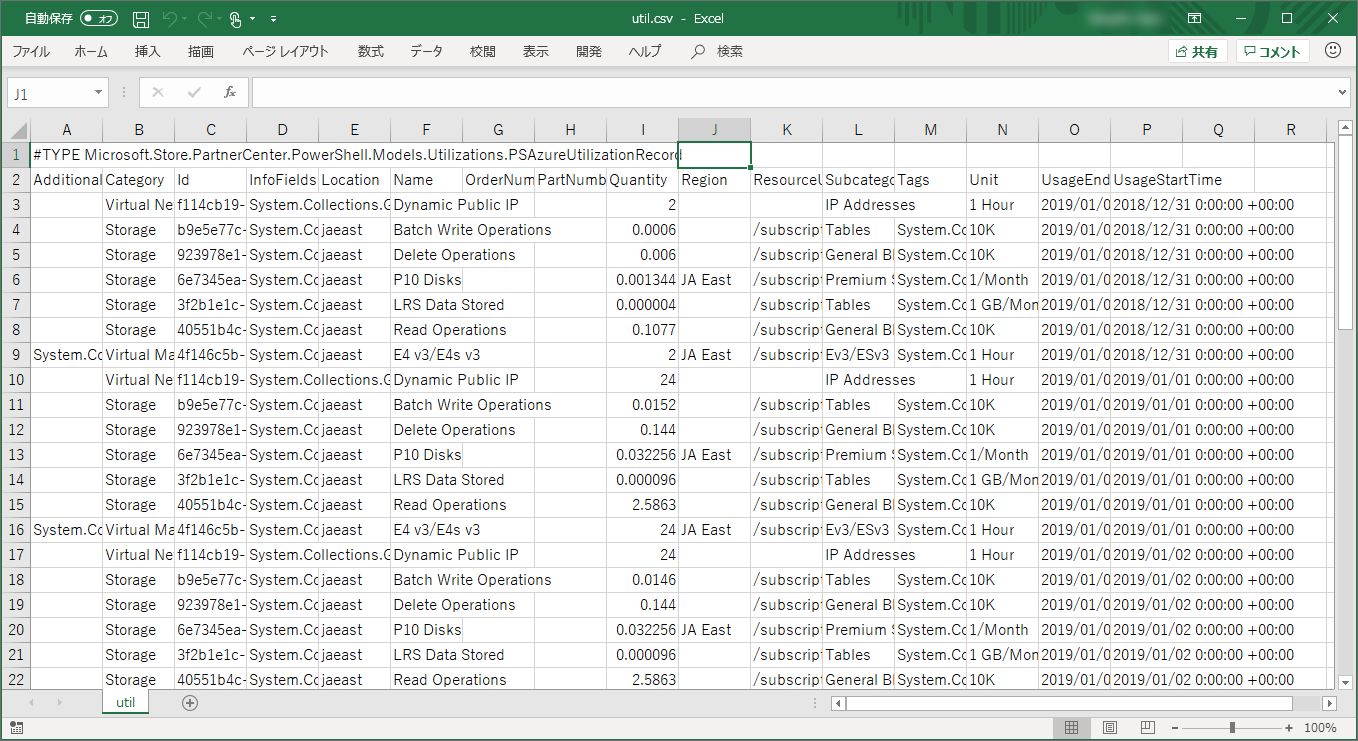 自動保存 オフ util.csv - Excel
ファイル ホーム 挿入 描画 ページ レイアウト 数式 データ 校閲 表示 開発 ヘルプ 検索 共有 コメント
J1 fx
A B C D E F G H I J K L M N O P Q R
1 #TYPE Microsoft.Store.PartnerCenter.PowerShell.Models.Utilizations.PSAzureUtilizationRecord
2 Additional Category Id InfoFields Location Name OrderNum PartNumb Quantity Region ResourceU Subcatego Tags Unit UsageEnd UsageStartTime
3 Virtual Ne f114cb19- System.Collections.G Dynamic Public IP 2 IP Addresses 1 Hour 2019/01/0 2018/12/31 0:00:00 +00:00
4 Storage b9e5e77c- System.Co jaeast Batch Write Operations 0.0006 /subscript Tables System.Co 10K 2019/01/0 2018/12/31 0:00:00 +00:00
5 Storage 923978e1- System.Co jaeast Delete Operations 0.006 /subscript General Bl System.Co 10K 2019/01/0 2018/12/31 0:00:00 +00:00
6 Storage 6e7345ea- System.Co jaeast P10 Disks 0.001344 JA East /subscript Premium S System.Co 1/Month 2019/01/0 2018/12/31 0:00:00 +00:00
7 Storage 3f2b1e1c- System.Co jaeast LRS Data Stored 0.000004 /subscript Tables System.Co 1 GB/Mon 2019/01/0 2018/12/31 0:00:00 +00:00
8 Storage 40551b4c- System.Co jaeast Read Operations 0.1077 /subscript General Bl System.Co 10K 2019/01/0 2018/12/31 0:00:00 +00:00
9 System.Co Virtual Ma 4f146c5b- System.Co jaeast E4 v3/E4s v3 2 JA East /subscript Ev3/ESv3 System.Co 1 Hour 2019/01/0 2018/12/31 0:00:00 +00:00
10 Virtual Ne f114cb19- System.Collections.G Dynamic Public IP 24 IP Addresses 1 Hour 2019/01/0 2019/01/01 0:00:00 +00:00
11 Storage b9e5e77c- System.Co jaeast Batch Write Operations 0.0152 /subscript Tables System.Co 10K 2019/01/0 2019/01/01 0:00:00 +00:00
12 Storage 923978e1- System.Co jaeast Delete Operations 0.144 /subscript General Bl System.Co 10K 2019/01/0 2019/01/01 0:00:00 +00:00
13 Storage 6e7345ea- System.Co jaeast P10 Disks 0.032256 JA East /subscript Premium S System.Co 1/Month 2019/01/0 2019/01/01 0:00:00 +00:00
14 Storage 3f2b1e1c- System.Co jaeast LRS Data Stored 0.000096 /subscript Tables System.Co 1 GB/Mon 2019/01/0 2019/01/01 0:00:00 +00:00
15 Storage 40551b4c- System.Co jaeast Read Operations 2.5863 /subscript General Bl System.Co 10K 2019/01/0 2019/01/01 0:00:00 +00:00
16 System.Co Virtual Ma 4f146c5b- System.Co jaeast E4 v3/E4s v3 24 JA East /subscript Ev3/ESv3 System.Co 1 Hour 2019/01/0 2019/01/01 0:00:00 +00:00
17 Virtual Ne f114cb19- System.Collections.G Dynamic Public IP 24 IP Addresses 1 Hour 2019/01/0 2019/01/02 0:00:00 +00:00
18 Storage b9e5e77c- System.Co jaeast Batch Write Operations 0.0146 /subscript Tables System.Co 10K 2019/01/0 2019/01/02 0:00:00 +00:00
19 Storage 923978e1- System.Co jaeast Delete Operations 0.144 /subscript General Bl System.Co 10K 2019/01/0 2019/01/02 0:00:00 +00:00
20 Storage 6e7345ea- System.Co jaeast P10 Disks 0.032256 JA East /subscript Premium S System.Co 1/Month 2019/01/0 2019/01/02 0:00:00 +00:00
21 Storage 3f2b1e1c- System.Co jaeast LRS Data Stored 0.000096 /subscript Tables System.Co 1 GB/Mon 2019/01/0 2019/01/02 0:00:00 +00:00
22 Storage 40551b4c- System.Co jaeast Read Operations 2.5863 /subscript General Bl System.Co 10K 2019/01/0 2019/01/02 0:00:00 +00:00
util
100%